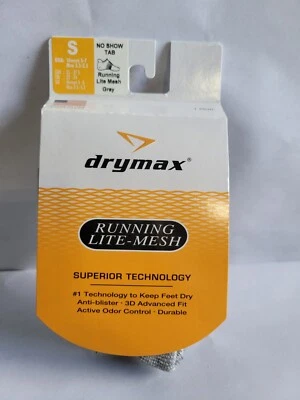 S
NO SHOW
TAB
Running
Lite Mesh
Grey
drymax®
RUNNING
LITE-MESH
SUPERIOR TECHNOLOGY
#1 Technology to Keep Feet Dry
Anti-blister · 3D Advanced Fit
Active Odor Control · Durable